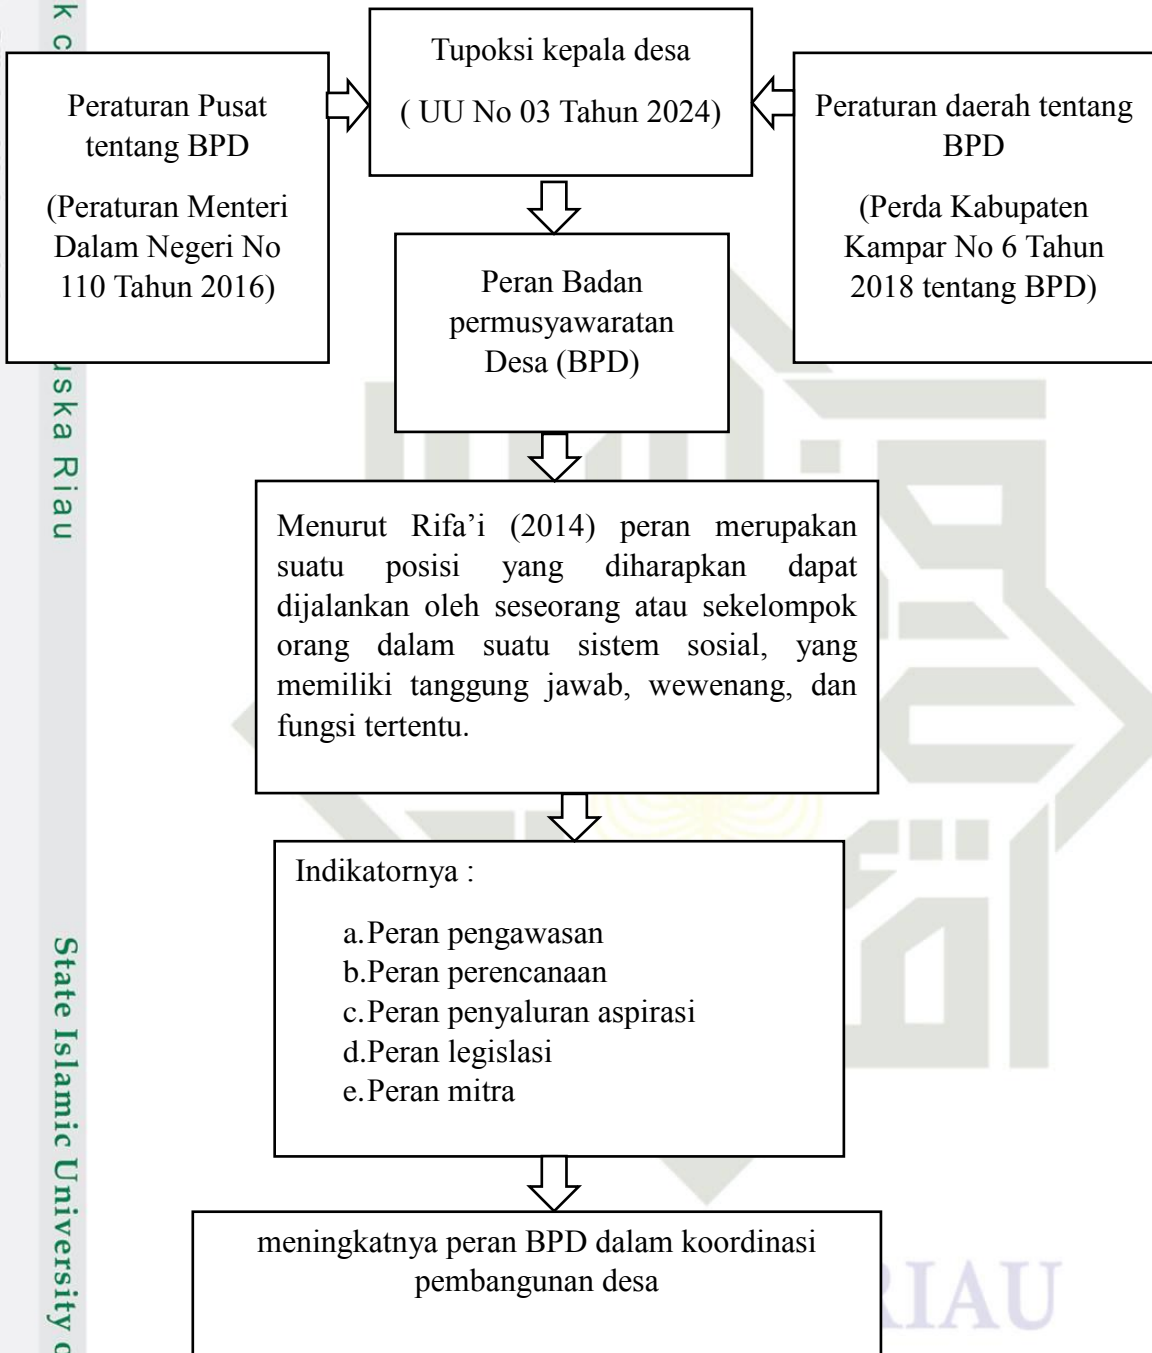 Tupoksi kepala desa
( UU No 03 Tahun 2024)
Peraturan Pusat
tentang BPD
(Peraturan Menteri
Dalam Negeri No
110 Tahun 2016)
Peraturan daerah tentang
BPD
(Perda Kabupaten
Kampar No 6 Tahun
2018 tentang BPD)
Peran Badan
permusyawaratan
Desa (BPD)
Menurut Rifa’i (2014) peran merupakan
suatu posisi yang diharapkan dapat
dijalankan oleh seseorang atau sekelompok
orang dalam suatu sistem sosial, yang
memiliki tanggung jawab, wewenang, dan
fungsi tertentu.
Indikatornya :
a.Peran pengawasan
b.Peran perencanaan
c.Peran penyaluran aspirasi
d.Peran legislasi
e.Peran mitra
meningkatnya peran BPD dalam koordinasi
pembangunan desa
uska Riau
State Islamic University
RIAU